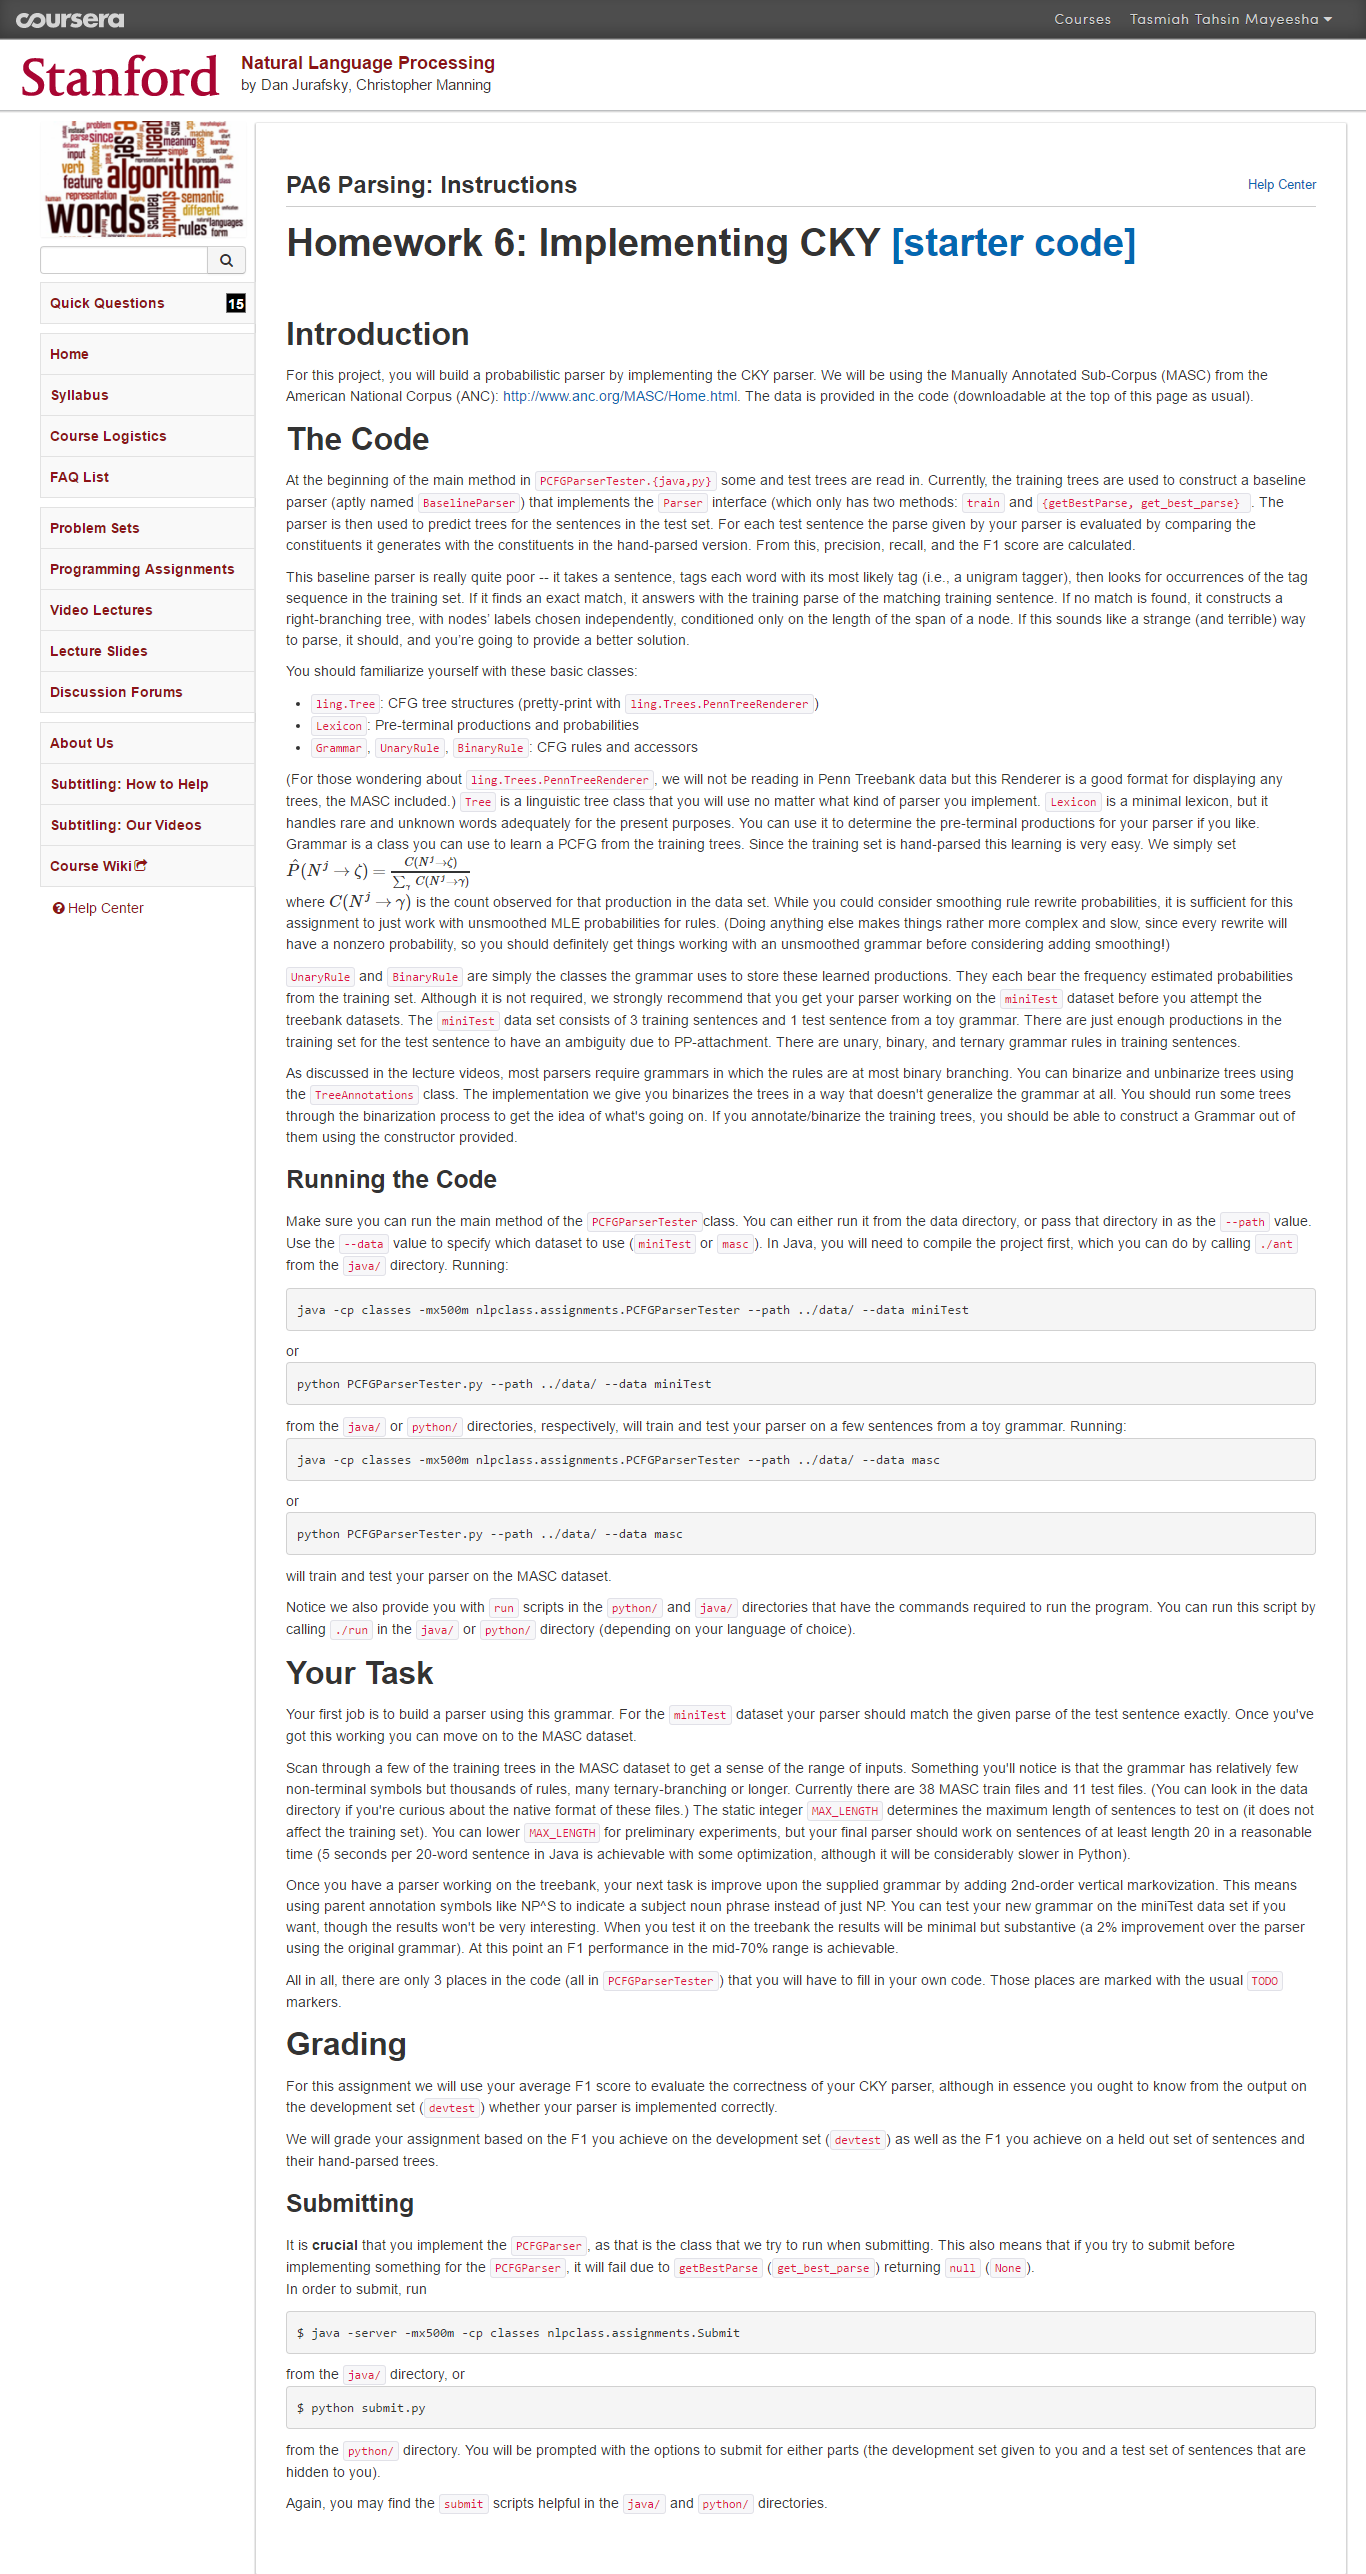 coursera
Courses Tasmiah Tahsin Mayeesha
Stanford
Natural Language Processing
by Dan Jurafsky, Christopher Manning
problem
parse since
input
verb
feature algorithm
meaning
machine
learning
representation
semantic
different
words
structure
features
rules
languages
form
Quick Questions 15
Home
Syllabus
Course Logistics
FAQ List
Problem Sets
Programming Assignments
Video Lectures
Lecture Slides
Discussion Forums
About Us
Subtitling: How to Help
Subtitling: Our Videos
Course Wiki
Help Center
PA6 Parsing: Instructions
Help Center
Homework 6: Implementing CKY [starter code]
Introduction
For this project, you will build a probabilistic parser by implementing the CKY parser. We will be using the Manually Annotated Sub-Corpus (MASC) from the
American National Corpus (ANC): http://www.anc.org/MASC/Home.html. The data is provided in the code (downloadable at the top of this page as usual).
The Code
At the beginning of the main method in PCFGParserTester.{java,py} some and test trees are read in. Currently, the training trees are used to construct a baseline
parser (aptly named BaselineParser) that implements the Parser interface (which only has two methods: train and {getBestParse, get_best_parse} . The
parser is then used to predict trees for the sentences in the test set. For each test sentence the parse given by your parser is evaluated by comparing the
constituents it generates with the constituents in the hand-parsed version. From this, precision, recall, and the F1 score are calculated.
This baseline parser is really quite poor -- it takes a sentence, tags each word with its most likely tag (i.e., a unigram tagger), then looks for occurrences of the tag
sequence in the training set. If it finds an exact match, it answers with the training parse of the matching training sentence. If no match is found, it constructs a
right-branching tree, with nodes' labels chosen independently, conditioned only on the length of the span of a node. If this sounds like a strange (and terrible) way
to parse, it should, and you're going to provide a better solution.
You should familiarize yourself with these basic classes:
• ling.Tree: CFG tree structures (pretty-print with ling.Trees.PennTreeRenderer)
• Lexicon: Pre-terminal productions and probabilities
• Grammar, UnaryRule, BinaryRule: CFG rules and accessors
(For those wondering about ling.Trees.PennTreeRenderer, we will not be reading in Penn Treebank data but this Renderer is a good format for displaying any
trees, the MASC included.) Tree is a linguistic tree class that you will use no matter what kind of parser you implement. Lexicon is a minimal lexicon, but it
handles rare and unknown words adequately for the present purposes. You can use it to determine the pre-terminal productions for your parser if you like.
Grammar is a class you can use to learn a PCFG from the training trees. Since the training set is hand-parsed this learning is very easy. We simply set
P̂(N^j → ζ) = C(N^j→ζ) / ∑_γ C(N^j→γ)
where C(N^j → γ) is the count observed for that production in the data set. While you could consider smoothing rule rewrite probabilities, it is sufficient for this
assignment to just work with unsmoothed MLE probabilities for rules. (Doing anything else makes things rather more complex and slow, since every rewrite will
have a nonzero probability, so you should definitely get things working with an unsmoothed grammar before considering adding smoothing!)
UnaryRule and BinaryRule are simply the classes the grammar uses to store these learned productions. They each bear the frequency estimated probabilities
from the training set. Although it is not required, we strongly recommend that you get your parser working on the miniTest dataset before you attempt the
treebank datasets. The miniTest data set consists of 3 training sentences and 1 test sentence from a toy grammar. There are just enough productions in the
training set for the test sentence to have an ambiguity due to PP-attachment. There are unary, binary, and ternary grammar rules in training sentences.
As discussed in the lecture videos, most parsers require grammars in which the rules are at most binary branching. You can binarize and unbinarize trees using
the TreeAnnotations class. The implementation we give you binarizes the trees in a way that doesn't generalize the grammar at all. You should run some trees
through the binarization process to get the idea of what's going on. If you annotate/binarize the training trees, you should be able to construct a Grammar out of
them using the constructor provided.
Running the Code
Make sure you can run the main method of the PCFGParserTester class. You can either run it from the data directory, or pass that directory in as the --path value.
Use the --data value to specify which dataset to use (miniTest or masc). In Java, you will need to compile the project first, which you can do by calling ./ant
from the java/ directory. Running:
java -cp classes -mx500m nlpclass.assignments.PCFGParserTester --path ../data/ --data miniTest
or
python PCFGParserTester.py --path ../data/ --data miniTest
from the java/ or python/ directories, respectively, will train and test your parser on a few sentences from a toy grammar. Running:
java -cp classes -mx500m nlpclass.assignments.PCFGParserTester --path ../data/ --data masc
or
python PCFGParserTester.py --path ../data/ --data masc
will train and test your parser on the MASC dataset.
Notice we also provide you with run scripts in the python/ and java/ directories that have the commands required to run the program. You can run this script by
calling ./run in the java/ or python/ directory (depending on your language of choice).
Your Task
Your first job is to build a parser using this grammar. For the miniTest dataset your parser should match the given parse of the test sentence exactly. Once you've
got this working you can move on to the MASC dataset.
Scan through a few of the training trees in the MASC dataset to get a sense of the range of inputs. Something you'll notice is that the grammar has relatively few
non-terminal symbols but thousands of rules, many ternary-branching or longer. Currently there are 38 MASC train files and 11 test files. (You can look in the data
directory if you're curious about the native format of these files.) The static integer MAX_LENGTH determines the maximum length of sentences to test on (it does not
affect the training set). You can lower MAX_LENGTH for preliminary experiments, but your final parser should work on sentences of at least length 20 in a reasonable
time (5 seconds per 20-word sentence in Java is achievable with some optimization, although it will be considerably slower in Python).
Once you have a parser working on the treebank, your next task is improve upon the supplied grammar by adding 2nd-order vertical markovization. This means
using parent annotation symbols like NP^S to indicate a subject noun phrase instead of just NP. You can test your new grammar on the miniTest data set if you
want, though the results won't be very interesting. When you test it on the treebank the results will be minimal but substantive (a 2% improvement over the parser
using the original grammar). At this point an F1 performance in the mid-70% range is achievable.
All in all, there are only 3 places in the code (all in PCFGParserTester) that you will have to fill in your own code. Those places are marked with the usual TODO
markers.
Grading
For this assignment we will use your average F1 score to evaluate the correctness of your CKY parser, although in essence you ought to know from the output on
the development set (devtest) whether your parser is implemented correctly.
We will grade your assignment based on the F1 you achieve on the development set (devtest) as well as the F1 you achieve on a held out set of sentences and
their hand-parsed trees.
Submitting
It is crucial that you implement the PCFGParser, as that is the class that we try to run when submitting. This also means that if you try to submit before
implementing something for the PCFGParser, it will fail due to getBestParse (get_best_parse) returning null (None).
In order to submit, run
$ java -server -mx500m -cp classes nlpclass.assignments.Submit
from the java/ directory, or
$ python submit.py
from the python/ directory. You will be prompted with the options to submit for either parts (the development set given to you and a test set of sentences that are
hidden to you).
Again, you may find the submit scripts helpful in the java/ and python/ directories.